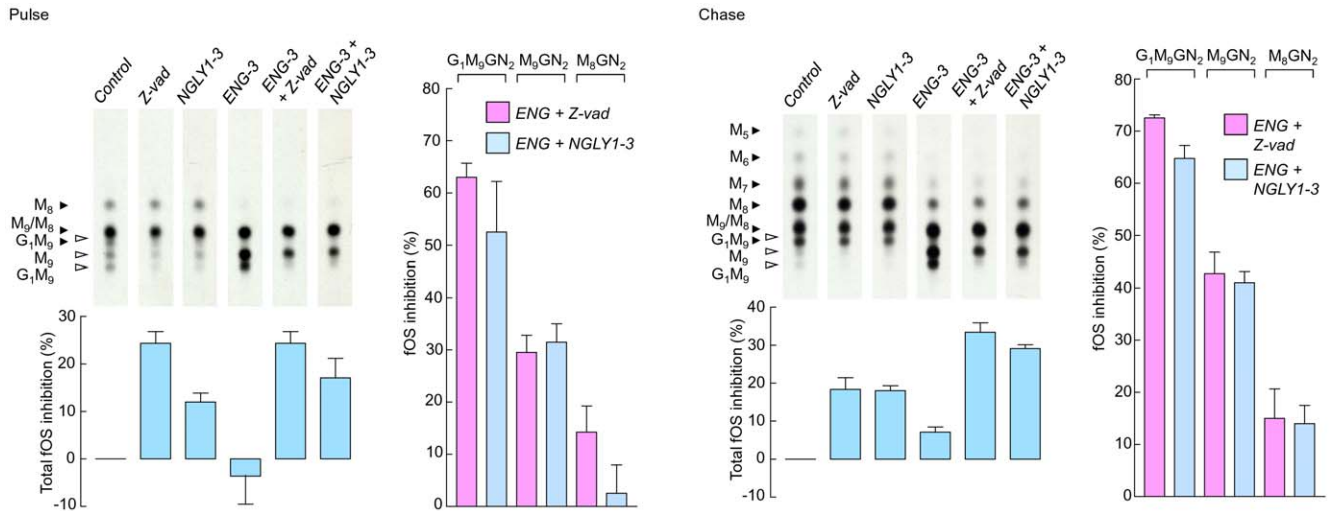 Pulse
Control
Z-vad
NGLY1-3
ENG-3
ENG-3
+ Z-vad
ENG-3 +
NGLY1-3
M8
M9/M8
G1M9
M9
G1M9
Total fOS inhibition (%)
30
20
10
0
-10
G1M9GN2
M9GN2
M8GN2
80
70
60
50
40
30
20
10
0
fOS inhibition (%)
ENG + Z-vad
ENG + NGLY1-3
Chase
Control
Z-vad
NGLY1-3
ENG-3
ENG-3
+ Z-vad
ENG-3 +
NGLY1-3
M5
M6
M7
M8
M9/M8
G1M9
M9
G1M9
Total fOS inhibition (%)
40
30
20
10
0
-10
G1M9GN2
M9GN2
M8GN2
80
70
60
50
40
30
20
10
0
fOS inhibition (%)
ENG +
Z-vad
ENG +
NGLY1-3